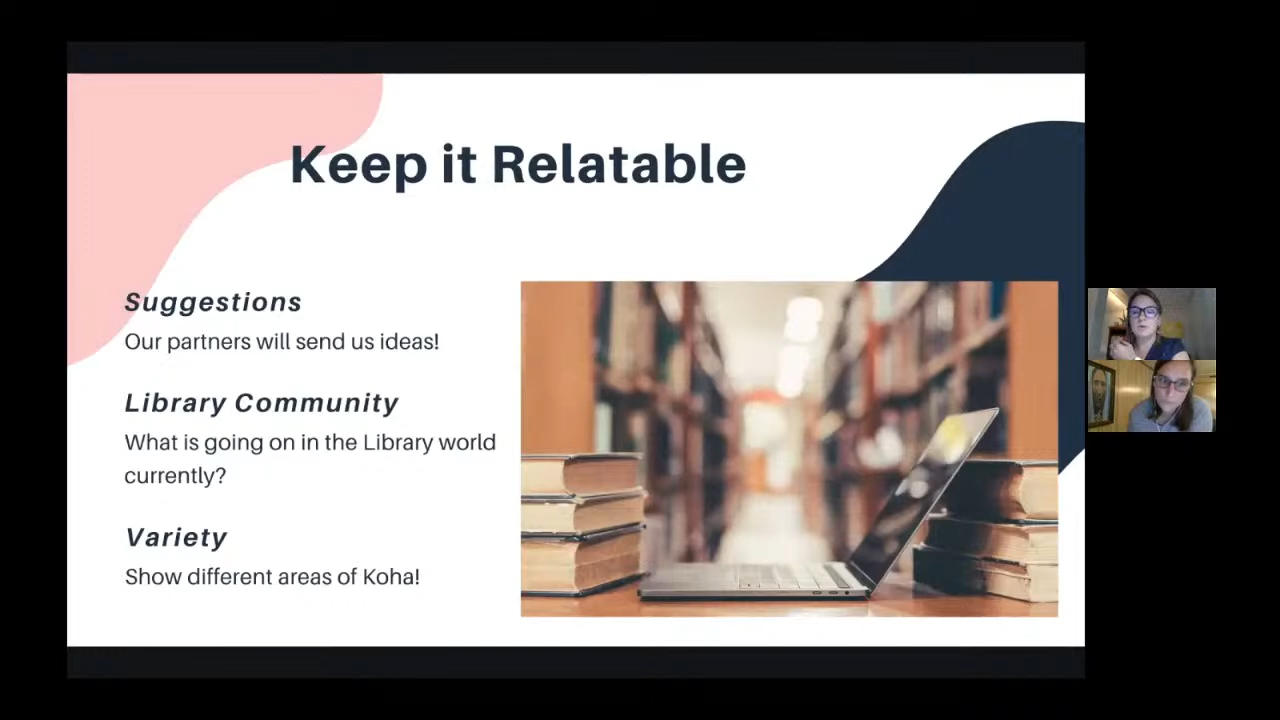 Keep it Relatable
Suggestions
Our partners will send us ideas!
Library Community
What is going on in the Library world
currently?
Variety
Show different areas of Koha!